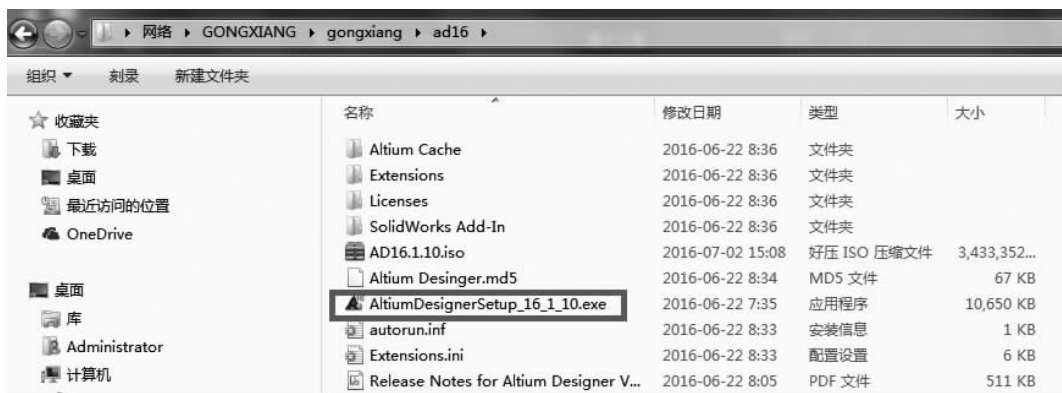 网络 GONGXIANG gongxiang ad16
组织 刻录 新建文件夹
收藏夹
下载
桌面
最近访问的位置
OneDrive
桌面
库
Administrator
计算机
名称 修改日期 类型 大小
Altium Cache 2016-06-22 8:36 文件夹
Extensions 2016-06-22 8:36 文件夹
Licenses 2016-06-22 8:36 文件夹
SolidWorks Add-In 2016-06-22 8:36 文件夹
AD16.1.10.iso 2016-07-02 15:08 好压 ISO 压缩文件 3,433,352...
Altium Desinger.md5 2016-06-22 8:34 MD5 文件 67 KB
AltiumDesignerSetup_16_1_10.exe 2016-06-22 7:35 应用程序 10,650 KB
autorun.inf 2016-06-22 8:33 安装信息 1 KB
Extensions.ini 2016-06-22 8:33 配置设置 6 KB
Release Notes for Altium Designer V... 2016-06-22 8:05 PDF 文件 511 KB